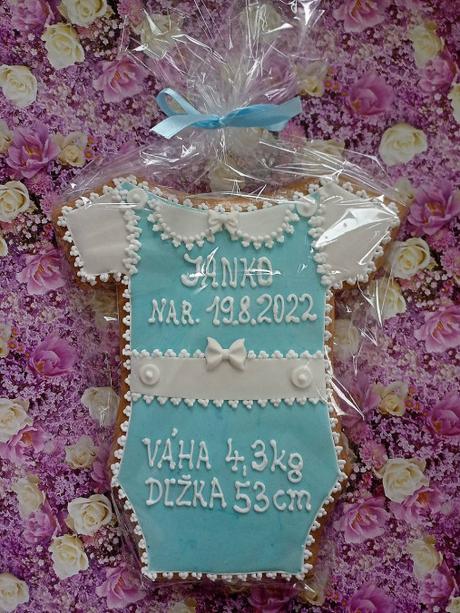 JANKO
NAR. 19.8.2022
VÁHA 4,3kg
DĹŽKA 53cm